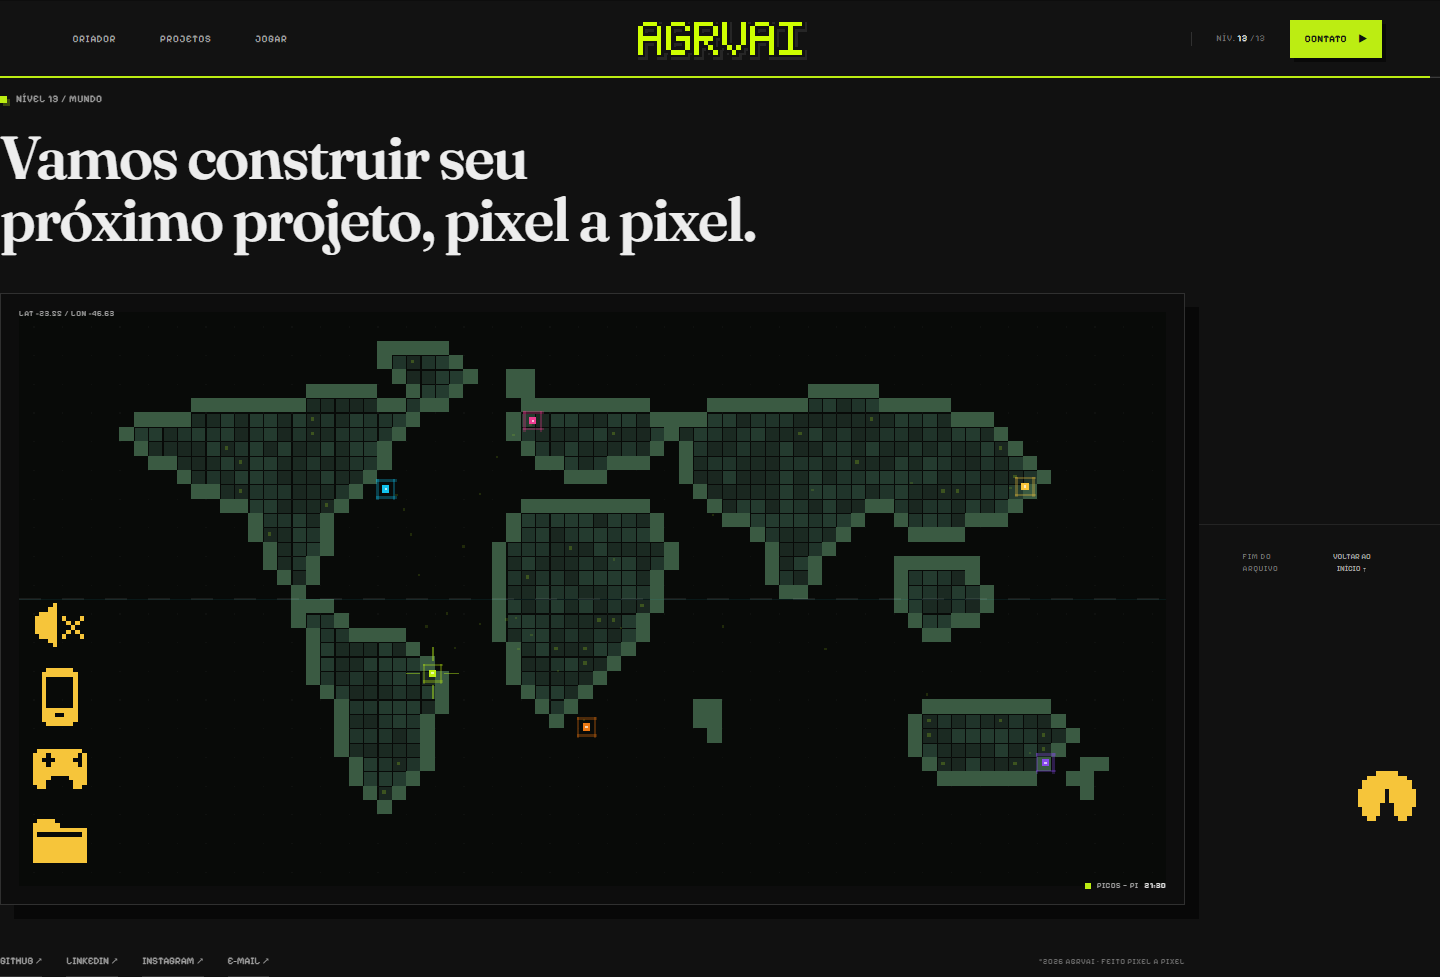 CRIADOR
PROJETOS
JOGAR
AGRVAI
NÍV. 13 /13
CONTATO ▶
NÍVEL 13 / MUNDO
Vamos construir seu
próximo projeto, pixel a pixel.
LAT -23.55 / LON -46.63
FIM DO
ARQUIVO
VOLTAR AO
INÍCIO ↑
PICOS - PI 21:30
GITHUB ↗
LINKEDIN ↗
INSTAGRAM ↗
E-MAIL ↗
©2026 AGRVAI · FEITO PIXEL A PIXEL